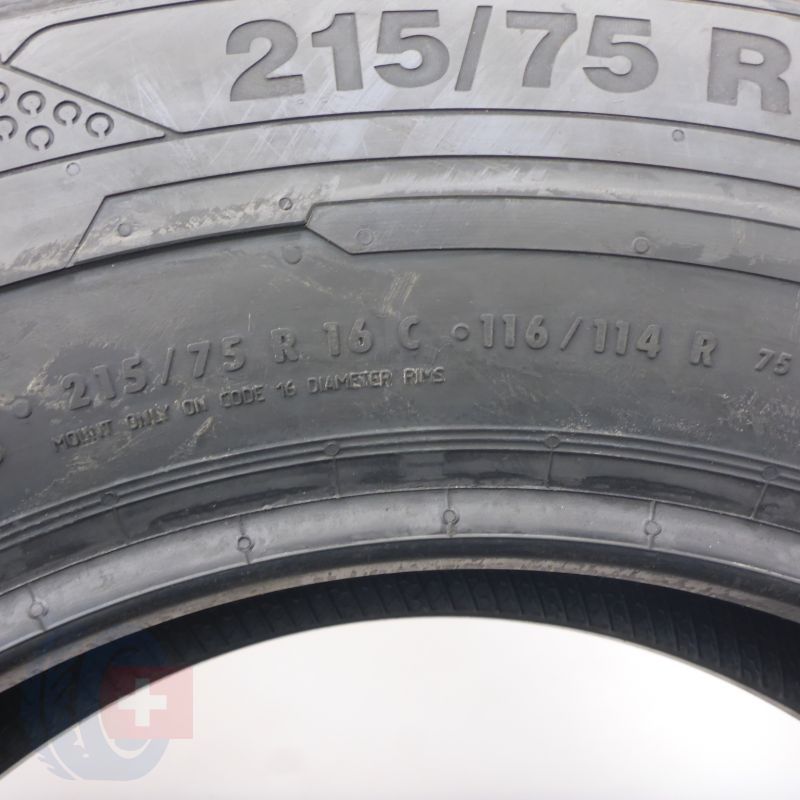 215/75 R
215/75 R 16 C 116/114 R 75
MOUNT ONLY ON CODE 16 DIAMETER RIMS.